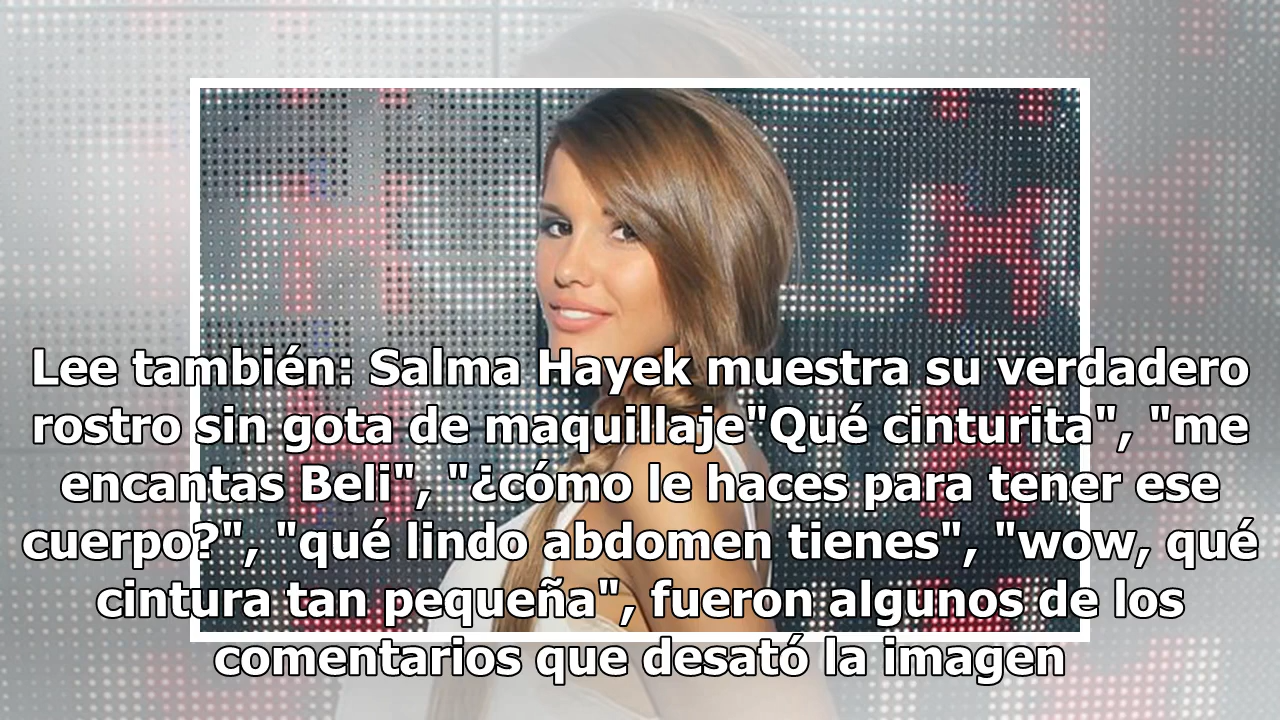 Lee también: Salma Hayek muestra su verdadero
rostro sin gota de maquillaje"Qué cinturita", "me
encantas Beli", "¿cómo le haces para tener ese
cuerpo?", "qué lindo abdomen tienes", "wow, qué
cintura tan pequeña", fueron algunos de los
comentarios que desató la imagen